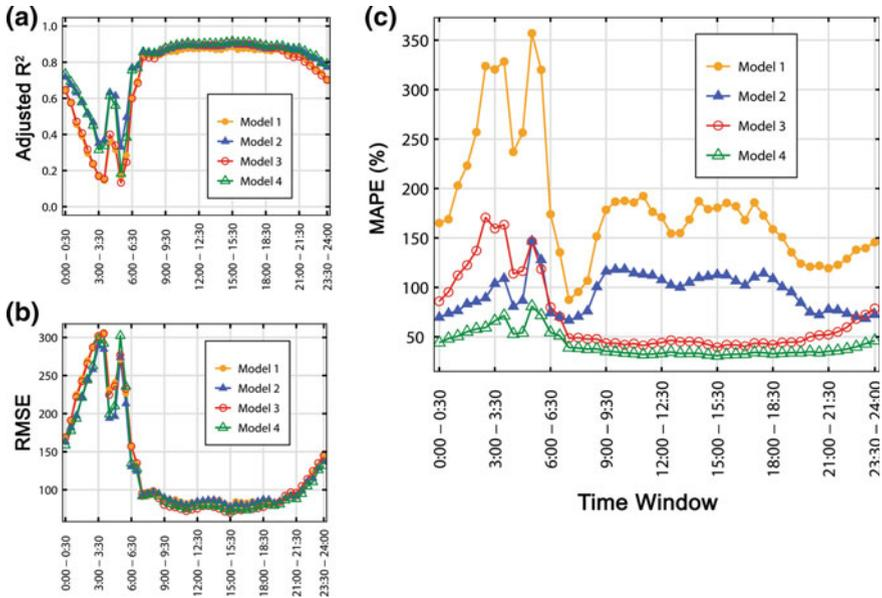 (a)
Adjusted R²
1.0
0.8
0.6
0.4
0.2
0.0
Model 1
Model 2
Model 3
Model 4
0:00 – 0:30
3:00 – 3:30
6:00 – 6:30
9:00 – 9:30
12:00 – 12:30
15:00 – 15:30
18:00 – 18:30
21:00 – 21:30
23:30 – 24:00
(b)
RMSE
300
250
200
150
100
Model 1
Model 2
Model 3
Model 4
0:00 – 0:30
3:00 – 3:30
6:00 – 6:30
9:00 – 9:30
12:00 – 12:30
15:00 – 15:30
18:00 – 18:30
21:00 – 21:30
23:30 – 24:00
(c)
MAPE (%)
350
300
250
200
150
100
50
Model 1
Model 2
Model 3
Model 4
0:00 – 0:30
3:00 – 3:30
6:00 – 6:30
9:00 – 9:30
12:00 – 12:30
15:00 – 15:30
18:00 – 18:30
21:00 – 21:30
23:30 – 24:00
Time Window